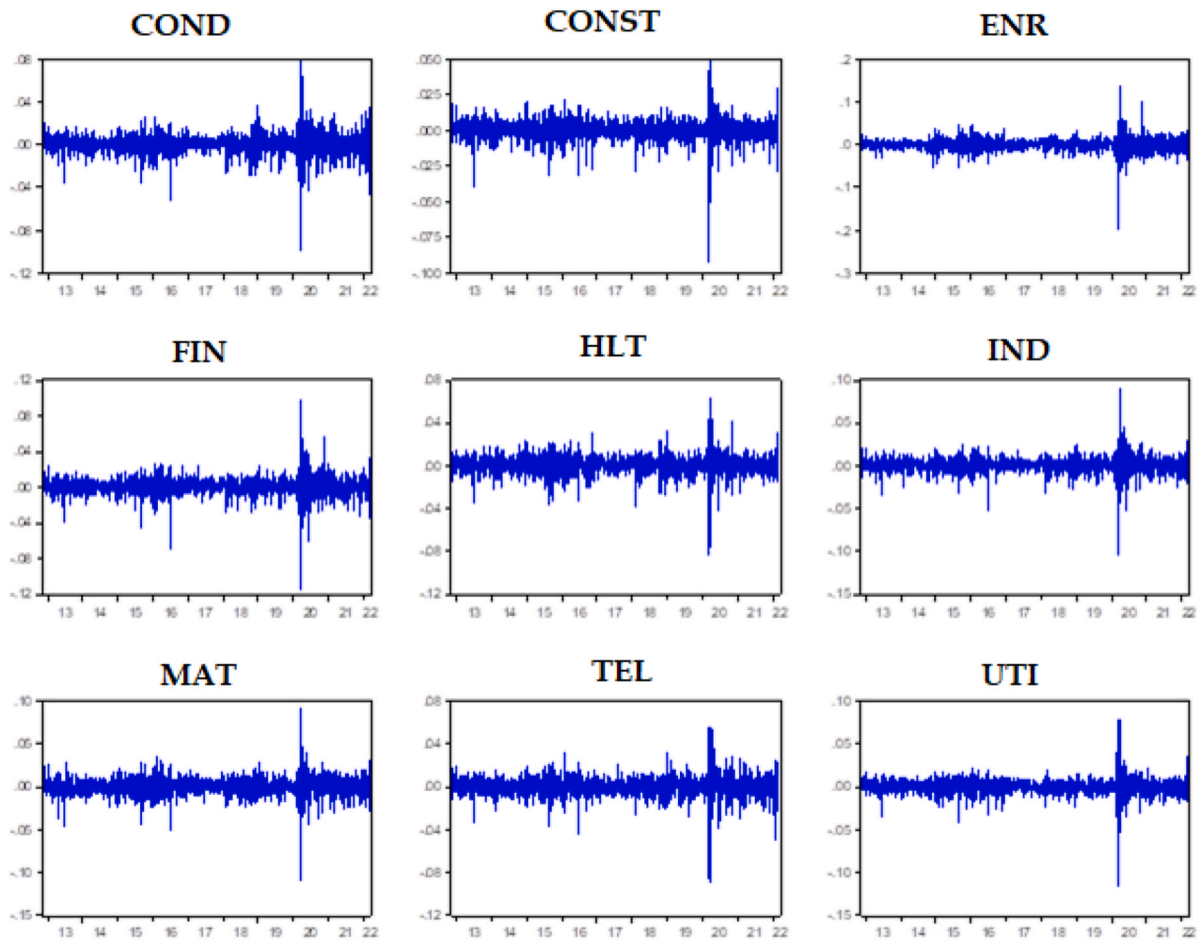 COND CONST ENR
.08 .04 .00 -.04 -.08 -.12
.050 .025 .000 -.025 -.050 -.075 -.100
.2 .1 .0 -.1 -.2 -.3
13 14 15 16 17 18 19 20 21 22
13 14 15 16 17 18 19 20 21 22
13 14 15 16 17 18 19 20 21 22
FIN HLT IND
.12 .08 .04 .00 -.04 -.08 -.12
.08 .04 .00 -.04 -.08 -.12
.10 .05 .00 -.05 -.10 -.15
13 14 15 16 17 18 19 20 21 22
13 14 15 16 17 18 19 20 21 22
13 14 15 16 17 18 19 20 21 22
MAT TEL UTI
.10 .05 .00 -.05 -.10 -.15
.08 .04 .00 -.04 -.08 -.12
.10 .05 .00 -.05 -.10 -.15
13 14 15 16 17 18 19 20 21 22
13 14 15 16 17 18 19 20 21 22
13 14 15 16 17 18 19 20 21 22